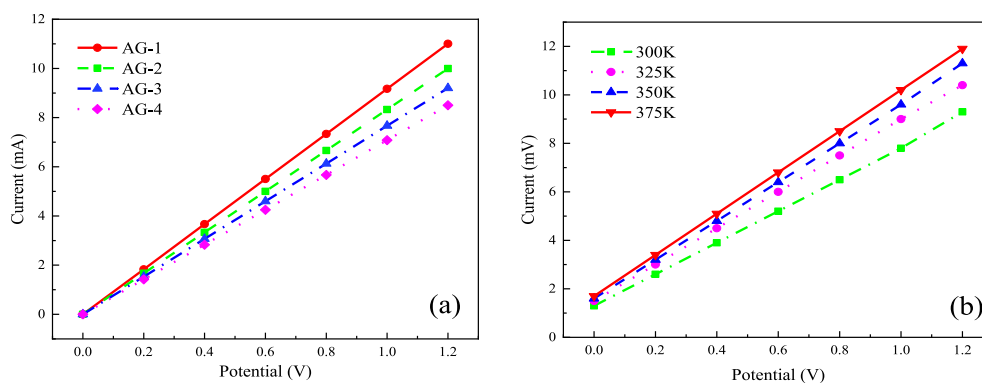 12
10
8
6
4
2
0
Current (mA)
AG-1
AG-2
AG-3
AG-4
(a)
0.0 0.2 0.4 0.6 0.8 1.0 1.2
Potential (V)
12
10
8
6
4
2
0
Current (mV)
300K
325K
350K
375K
(b)
0.0 0.2 0.4 0.6 0.8 1.0 1.2
Potential (V)